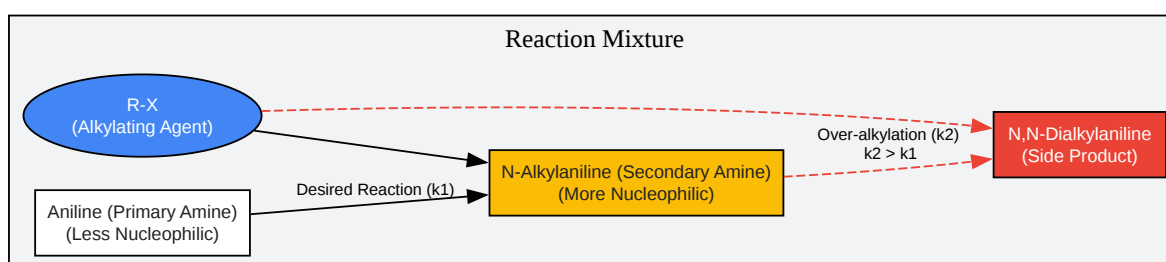 Reaction Mixture
R-X
(Alkylating Agent)
Aniline (Primary Amine)
(Less Nucleophilic)
Desired Reaction (k1)
N-Alkylaniline (Secondary Amine)
(More Nucleophilic)
Over-alkylation (k2)
k2 > k1
N,N-Dialkylaniline
(Side Product)